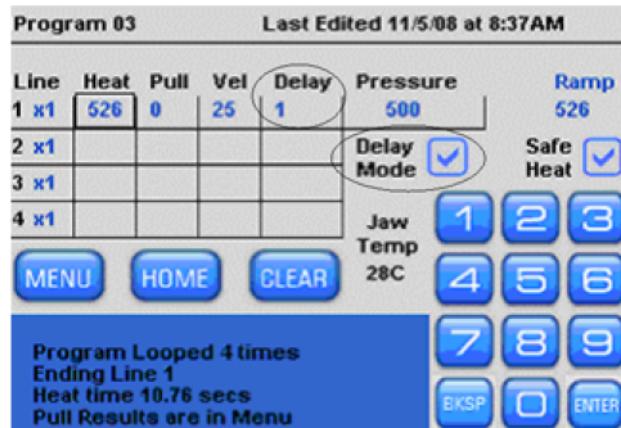 Program 03 Last Edited 11/5/08 at 8:37AM
Line Heat Pull Vel Delay Pressure Ramp
1 x1 526 0 25 1 500 526
2 x1 Delay Mode Safe Heat
3 x1
4 x1 Jaw Temp 28C
1 2 3
MENU HOME CLEAR 4 5 6
7 8 9
BKSP 0 ENTER
Program Looped 4 times
Ending Line 1
Heat time 10.76 secs
Pull Results are in Menu